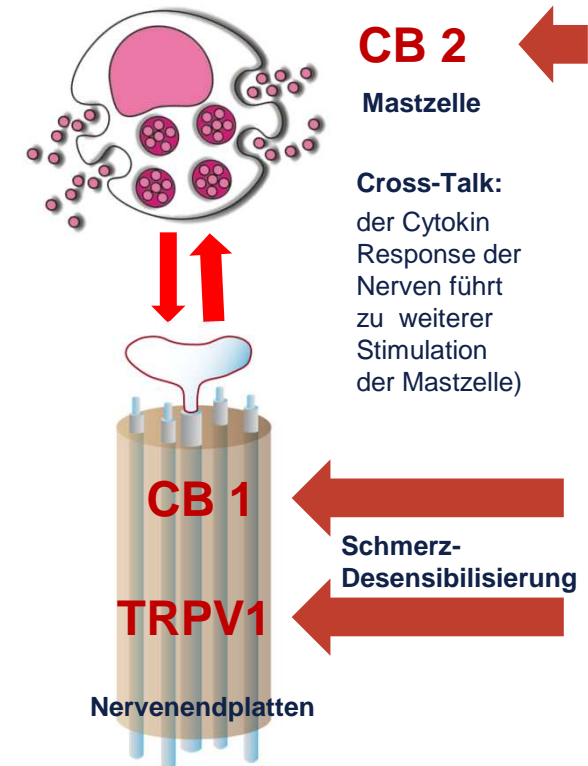 CB 2
Mastzelle
Cross-Talk:
der Cytokin
Response der
Nerven führt
zu weiterer
Stimulation
der Mastzelle)
CB 1
Schmerz-
Desensibilisierung
TRPV1
Nervenendplatten